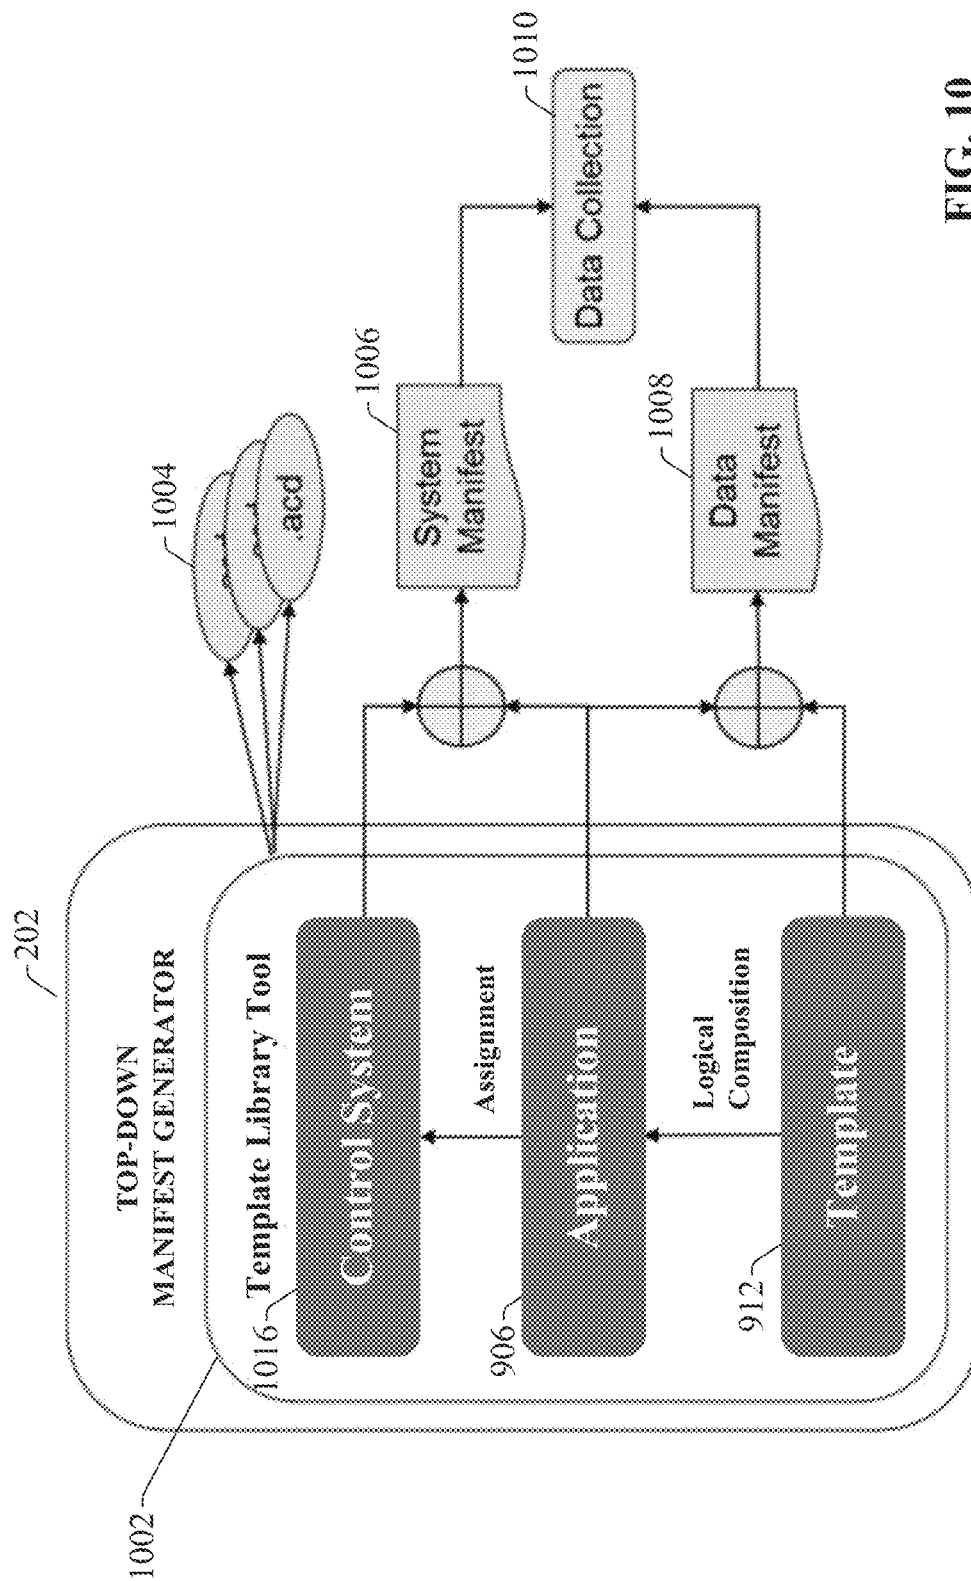 202
TOP-DOWN
MANIFEST GENERATOR
1002
Template Library Tool
1016
Control System
Assignment
906
Application
Logical
Composition
912
Template
1004
.acd
1006
System
Manifest
1008
Data
Manifest
1010
Data Collection
FIG. 10